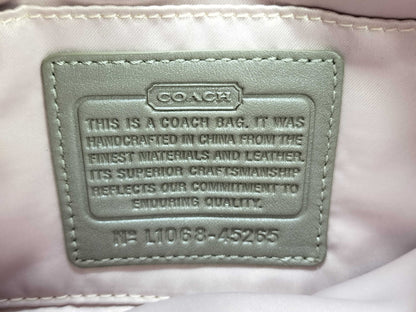 COACH
THIS IS A COACH BAG. IT WAS
HANDCRAFTED IN CHINA FROM THE
FINEST MATERIALS AND LEATHER.
ITS SUPERIOR CRAFTSMANSHIP
REFLECTS OUR COMMITMENT TO
ENDURING QUALITY.
Nº L1068-45265